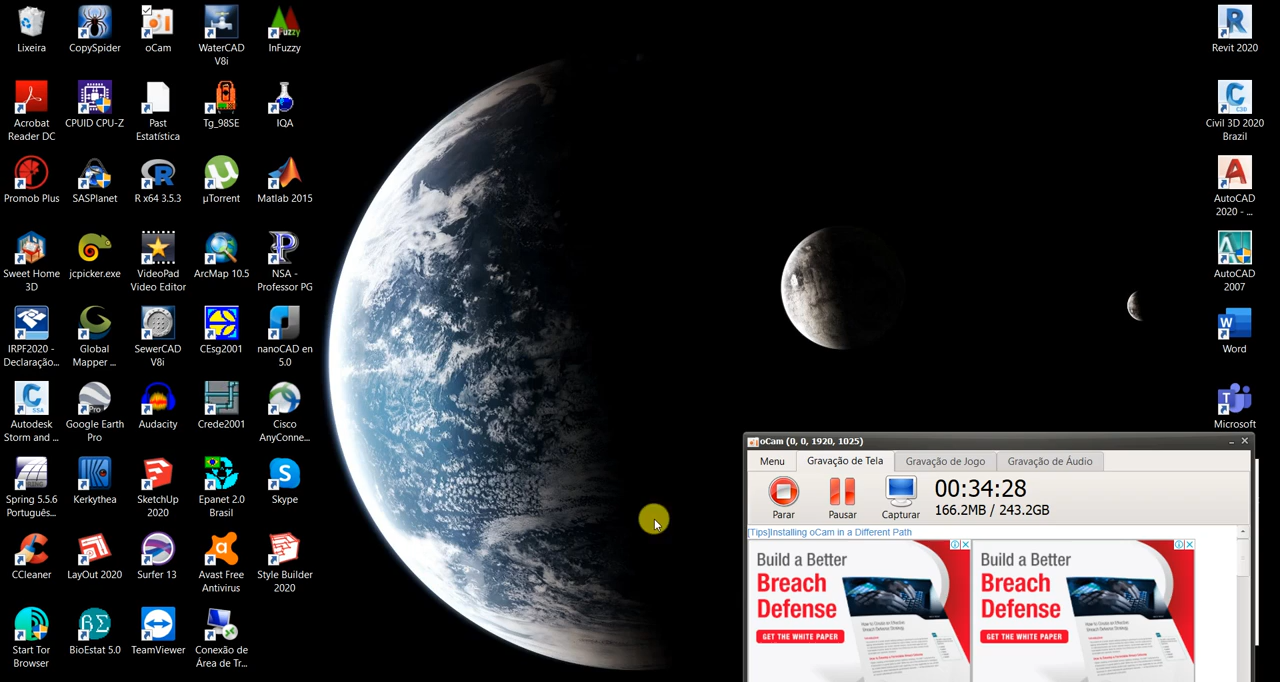 Lixeira
CopySpider
oCam
WaterCAD
V8i
Fuzzy
InFuzzy
Acrobat
Reader DC
CPUID CPU-Z
Past
Estatística
Tg_98SE
IQA
Promob Plus
SASPlanet
R x64 3.5.3
µTorrent
Matlab 2015
Sweet Home
3D
jcpicker.exe
VideoPad
Video Editor
ArcMap 10.5
NSA -
Professor PG
IRPF2020 -
Declaração...
Global
Mapper ...
SewerCAD
V8i
CEsg2001
nanoCAD en
5.0
Autodesk
Storm and ...
Google Earth
Pro
Audacity
Crede2001
Cisco
AnyConne...
Spring 5.5.6
Português...
Kerkythea
SketchUp
2020
Epanet 2.0
Brasil
Skype
CCleaner
LayOut 2020
Surfer 13
Avast Free
Antivirus
Style Builder
2020
Start Tor
Browser
BioEstat 5.0
TeamViewer
Conexão de
Área de Tr...
Revit 2020
Civil 3D 2020
Brazil
AutoCAD
2020 - ...
AutoCAD
2007
Word
Microsoft
oCam (0, 0, 1920, 1025)
Menu
Gravação de Tela
Gravação de Jogo
Gravação de Áudio
Parar
Pausar
Capturar
00:34:28
166.2MB / 243.2GB
[Tips]Installing oCam in a Different Path
Build a Better
Breach
Defense
GET THE WHITE PAPER
Build a Better
Breach
Defense
GET THE WHITE PAPER